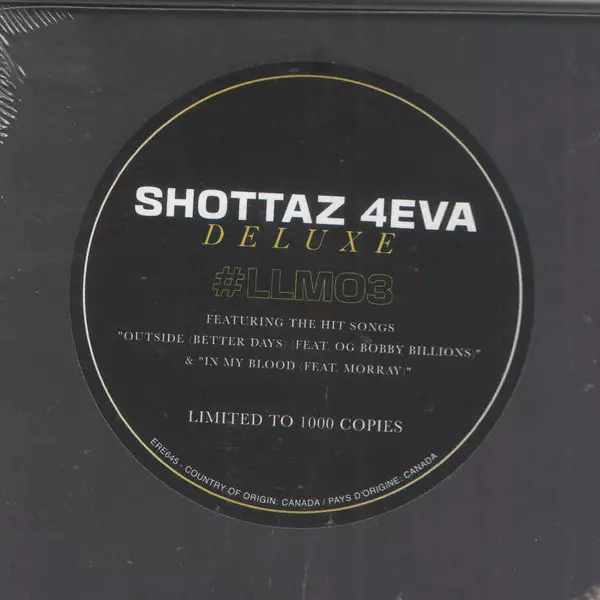 SHOTTAZ 4EVA
DELUXE
#LLMO3
FEATURING THE HIT SONGS
"OUTSIDE (BETTER DAYS) (FEAT. OG BOBBY BILLIONS)"
& "IN MY BLOOD (FEAT. MORRAY)"
LIMITED TO 1000 COPIES
ERE645 - COUNTRY OF ORIGIN: CANADA / PAYS D'ORIGINE: CANADA